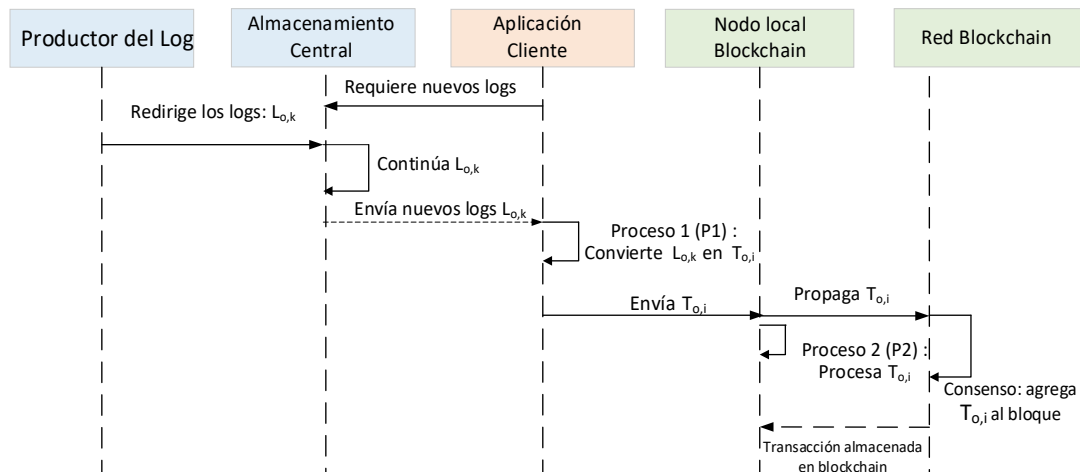 Productor del Log
Almacenamiento
Central
Aplicación
Cliente
Nodo local
Blockchain
Red Blockchain
Requiere nuevos logs
Redirige los logs: Lo,k
Continúa Lo,k
Envía nuevos logs Lo,k
Proceso 1 (P1) :
Convierte Lo,k en To,i
Envía To,i
Propaga To,i
Proceso 2 (P2) :
Procesa To,i
Consenso: agrega
To,i al bloque
Transacción almacenada
en blockchain